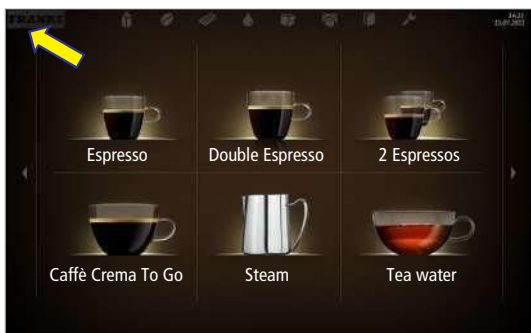 FRANKE
Espresso
Double Espresso
2 Espressos
Caffè Crema To Go
Steam
Tea water